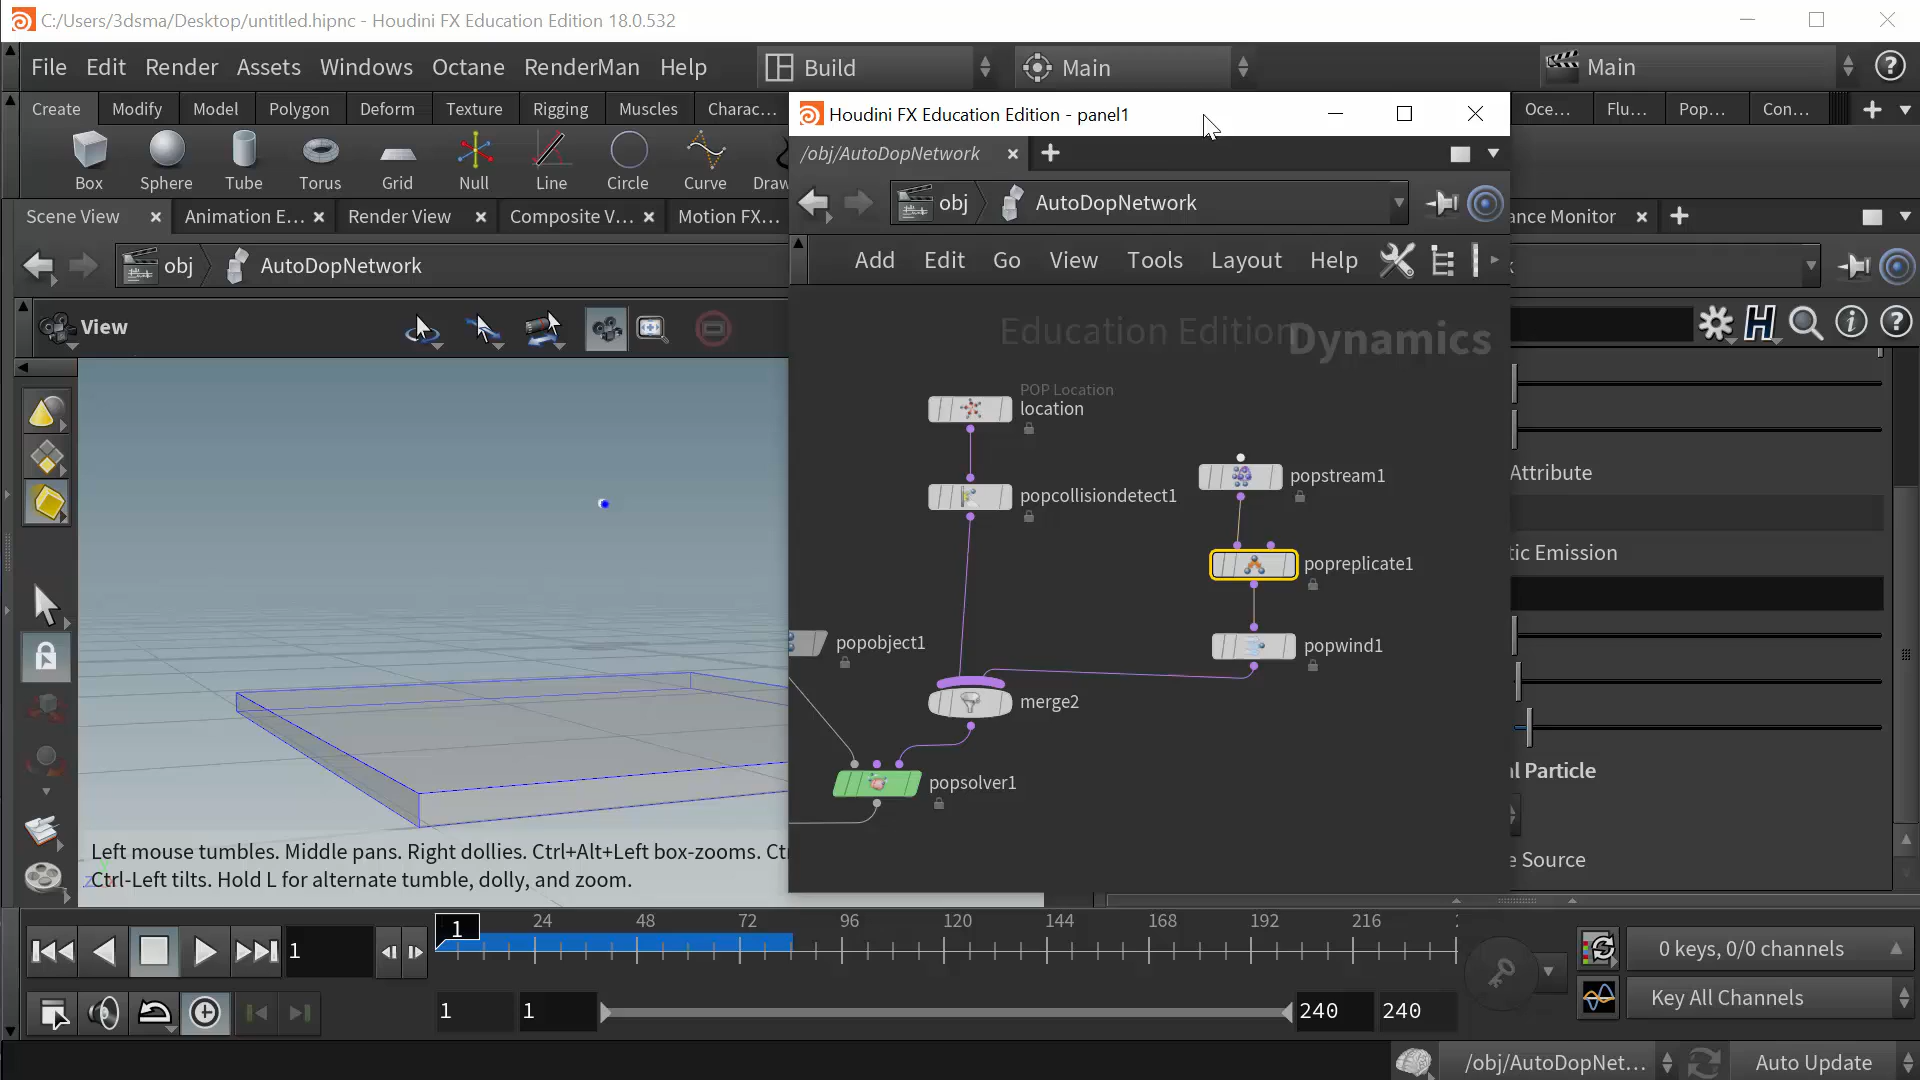 C:/Users/3dsma/Desktop/untitled.hipnc - Houdini FX Education Edition 18.0.532
File Edit Render Assets Windows Octane RenderMan Help
Build
Main
Main
Create Modify Model Polygon Deform Texture Rigging Muscles Charac...
Oce... Flu... Pop... Con...
Box Sphere Tube Torus Grid Null Line Circle Curve Draw
Scene View Animation E... Render View Composite V... Motion FX...
ance Monitor
obj AutoDopNetwork
View
Houdini FX Education Edition - panel1
/obj/AutoDopNetwork
obj AutoDopNetwork
Add Edit Go View Tools Layout Help
Education Edition
Dynamics
POP Location
location
popcollisiondetect1
popstream1
popreplicate1
popobject1
popwind1
merge2
popsolver1
Attribute
tic Emission
l Particle
e Source
Left mouse tumbles. Middle pans. Right dollies. Ctrl+Alt+Left box-zooms. Ct
Ctrl-Left tilts. Hold L for alternate tumble, dolly, and zoom.
1
1 24 48 72 96 120 144 168 192 216
0 keys, 0/0 channels
1 1 240 240
Key All Channels
/obj/AutoDopNet...
Auto Update